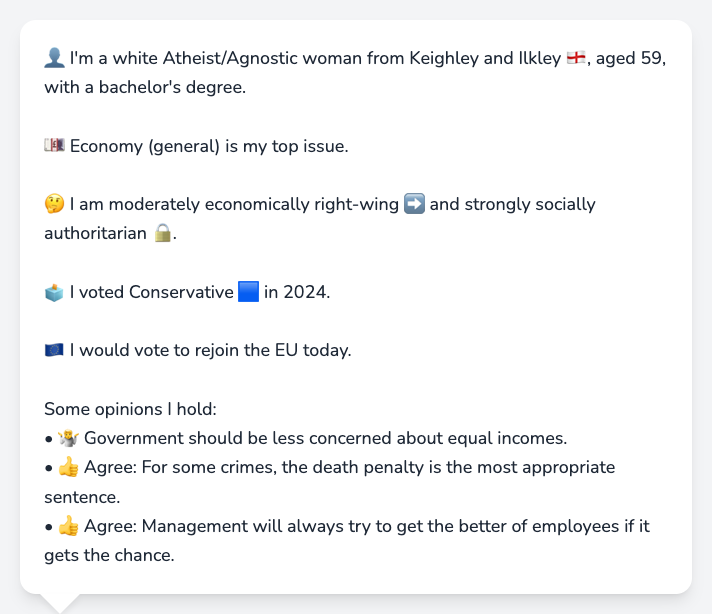 👤 I'm a white Atheist/Agnostic woman from Keighley and Ilkley 🏴󠁧󠁢󠁥󠁮󠁧󠁿, aged 59,
with a bachelor's degree.
💷 Economy (general) is my top issue.
🤔 I am moderately economically right-wing ➡️ and strongly socially
authoritarian 🔒.
🗳️ I voted Conservative 🟦 in 2024.
🇪🇺 I would vote to rejoin the EU today.
Some opinions I hold:
• 🤷 Government should be less concerned about equal incomes.
• 👍 Agree: For some crimes, the death penalty is the most appropriate
sentence.
• 👍 Agree: Management will always try to get the better of employees if it
gets the chance.